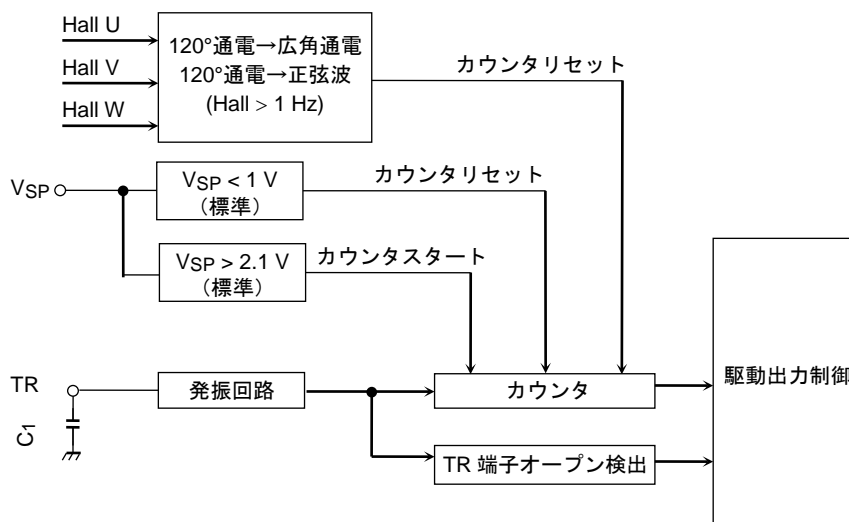 Hall U
Hall V
Hall W
120°通電→広角通電
120°通電→正弦波
(Hall > 1 Hz)
カウンタリセット
VSP
VSP < 1 V
（標準）
カウンタリセット
VSP > 2.1 V
（標準）
カウンタスタート
TR
C1
発振回路
カウンタ
駆動出力制御
TR 端子オープン検出